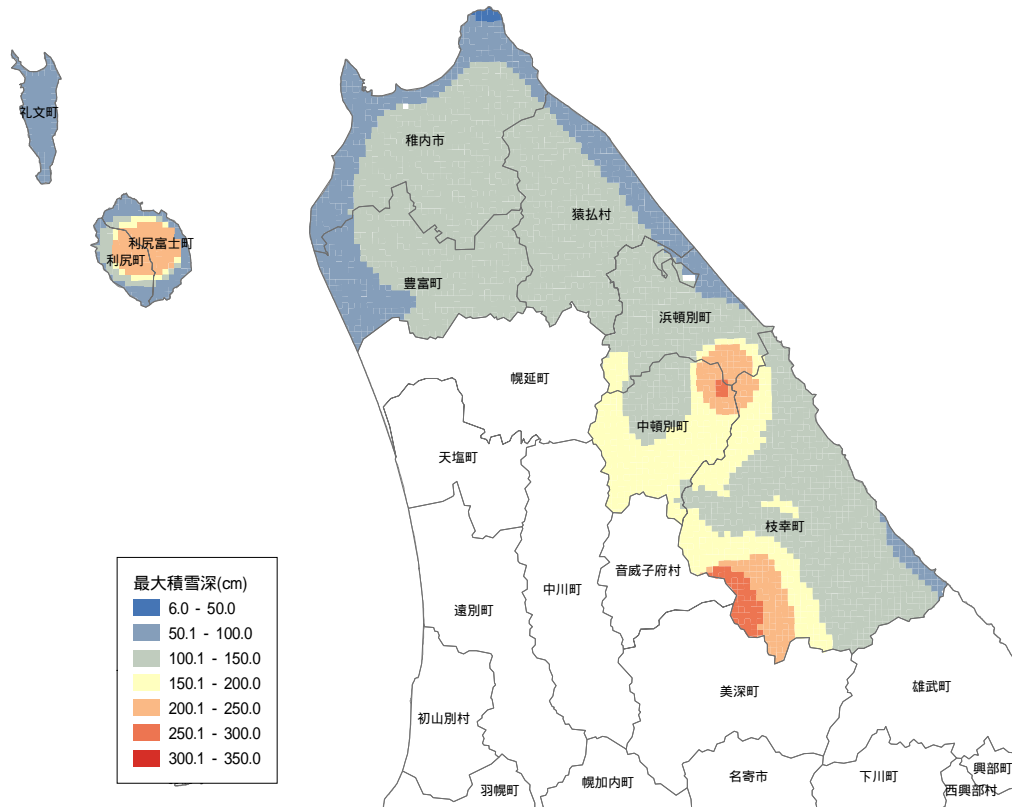 礼文町
稚内市
猿払村
利尻富士町
利尻町
豊富町
浜頓別町
幌延町
中頓別町
天塩町
枝幸町
音威子府村
中川町
遠別町
美深町
雄武町
初山別村
羽幌町
幌加内町
名寄市
下川町
興部町
西興部村
最大積雪深(cm)
6.0 - 50.0
50.1 - 100.0
100.1 - 150.0
150.1 - 200.0
200.1 - 250.0
250.1 - 300.0
300.1 - 350.0